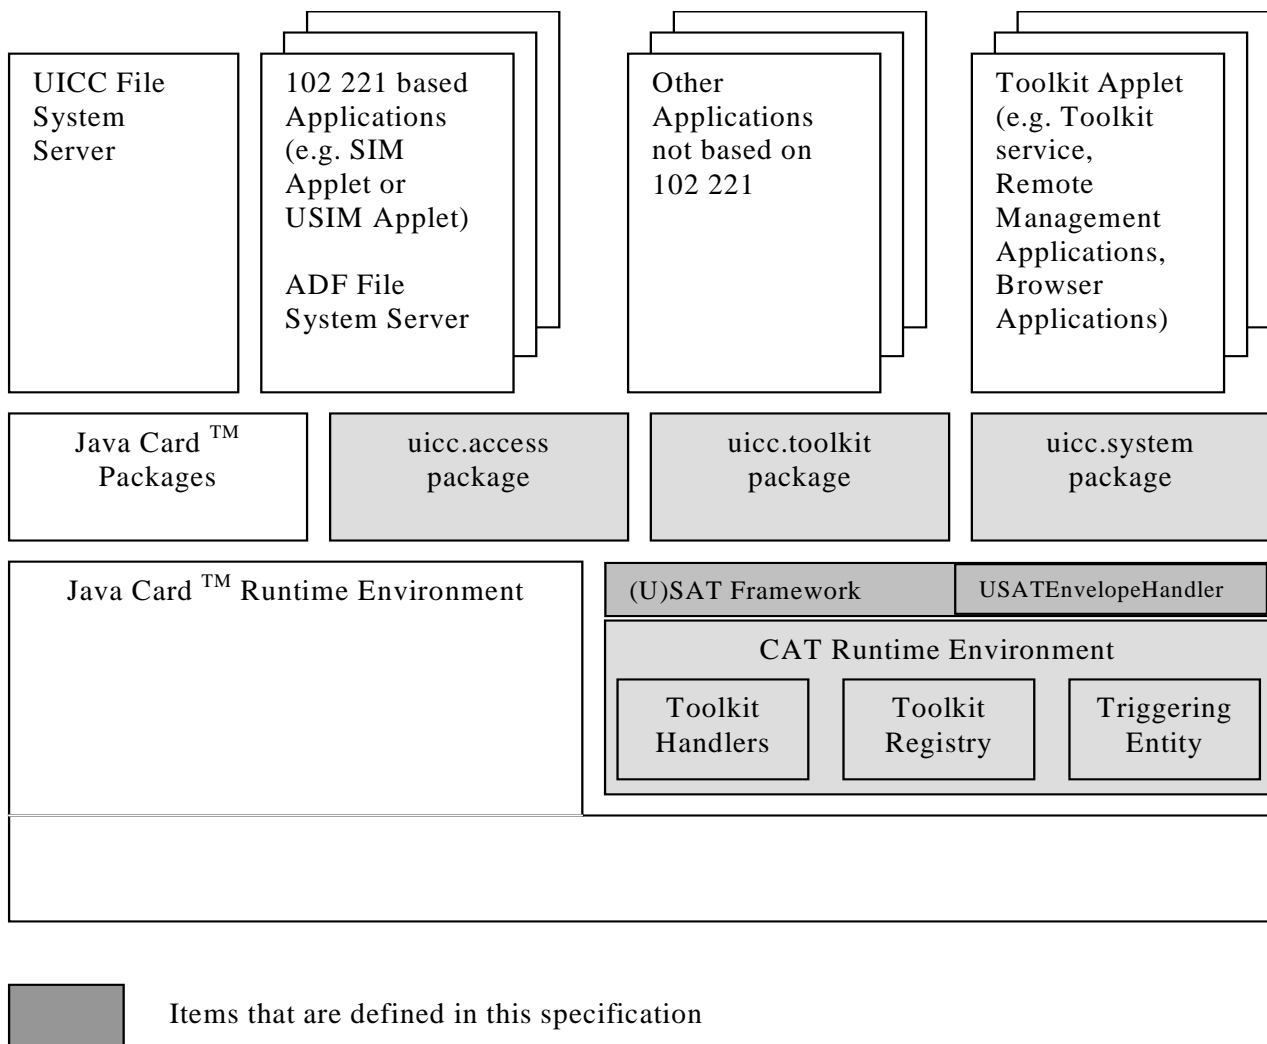 UICC File
System
Server
102 221 based
Applications
(e.g. SIM
Applet or
USIM Applet)
ADF File
System Server
Other
Applications
not based on
102 221
Toolkit Applet
(e.g. Toolkit
service,
Remote
Management
Applications,
Browser
Applications)
Java Card TM
Packages
uicc.access
package
uicc.toolkit
package
uicc.system
package
Java Card TM Runtime Environment
(U)SAT Framework
USATEnvelopeHandler
CAT Runtime Environment
Toolkit
Handlers
Toolkit
Registry
Triggering
Entity
Items that are defined in this specification